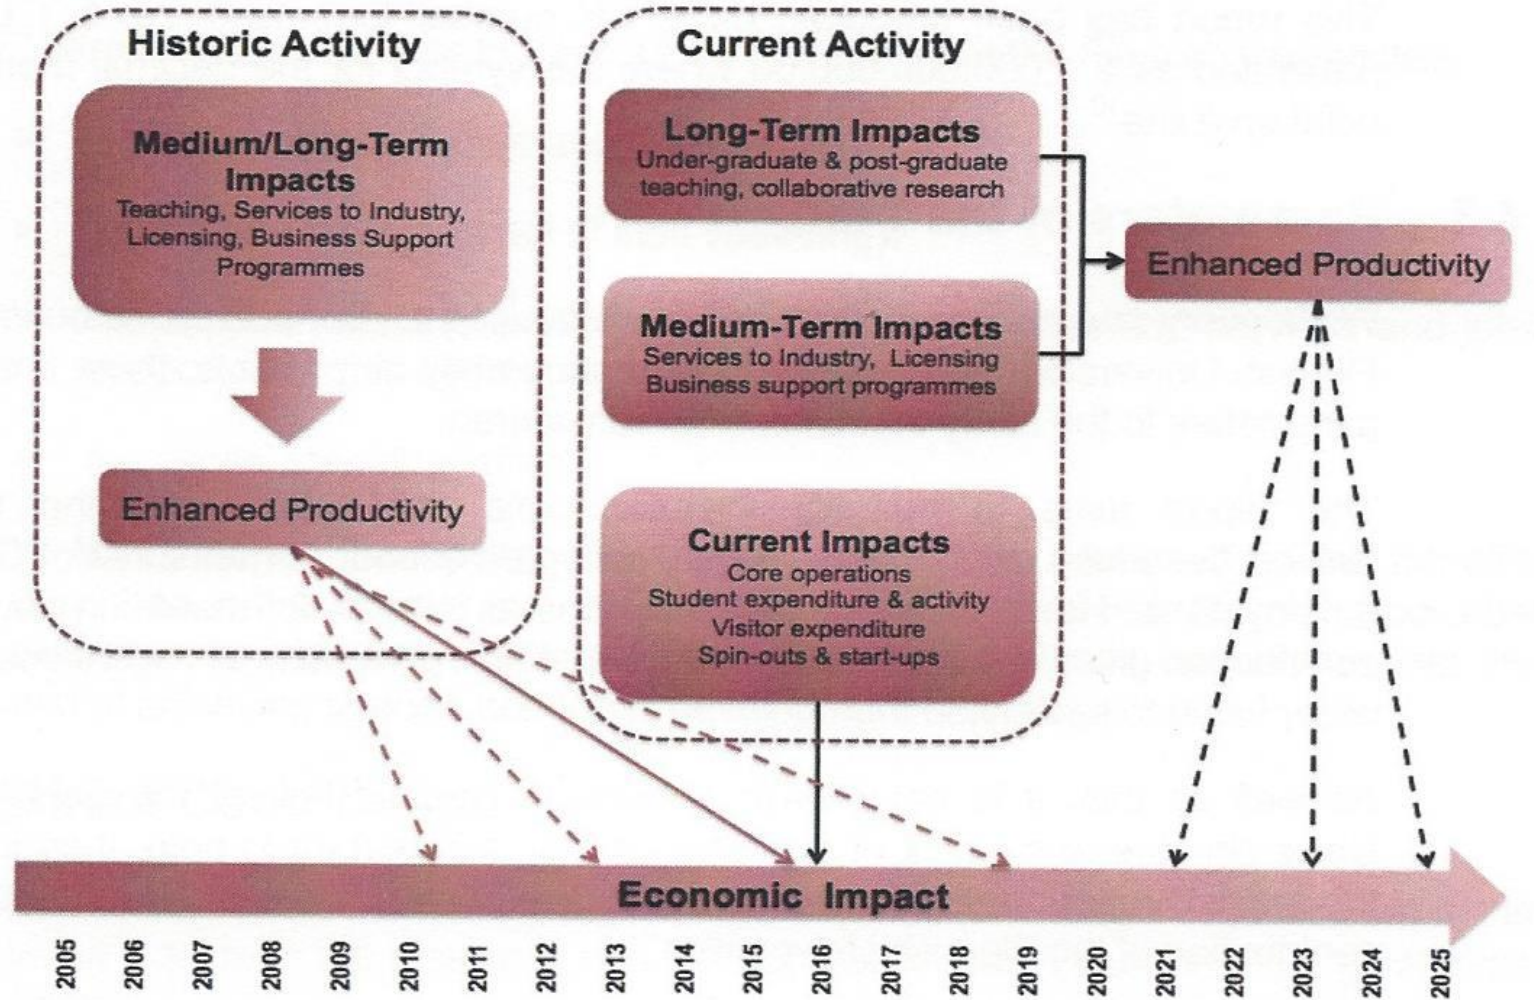 Historic Activity
Medium/Long-Term
Impacts
Teaching, Services to Industry,
Licensing, Business Support
Programmes
Enhanced Productivity
Current Activity
Long-Term Impacts
Under-graduate & post-graduate
teaching, collaborative research
Medium-Term Impacts
Services to Industry, Licensing
Business support programmes
Current Impacts
Core operations
Student expenditure & activity
Visitor expenditure
Spin-outs & start-ups
Enhanced Productivity
Economic Impact
2005
2006
2007
2008
2009
2010
2011
2012
2013
2014
2015
2016
2017
2018
2019
2020
2021
2022
2023
2024
2025